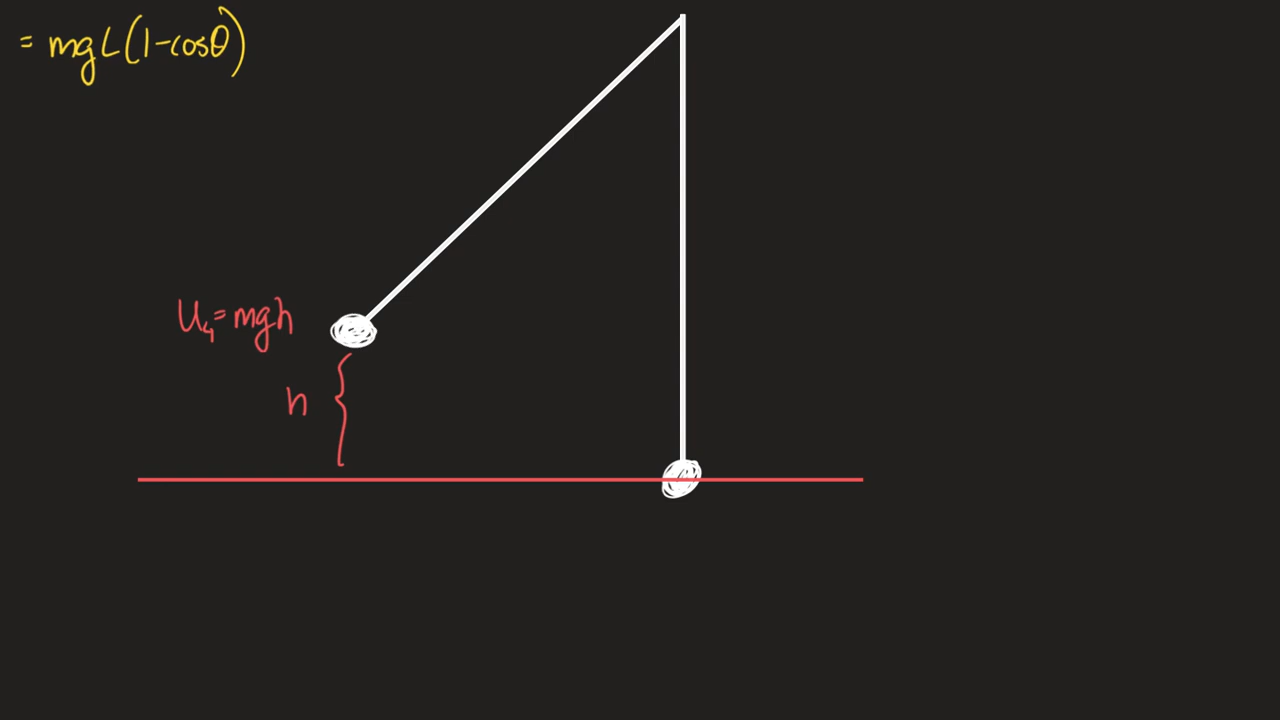 = mgL(1-cosθ)
U₄=mgh
h